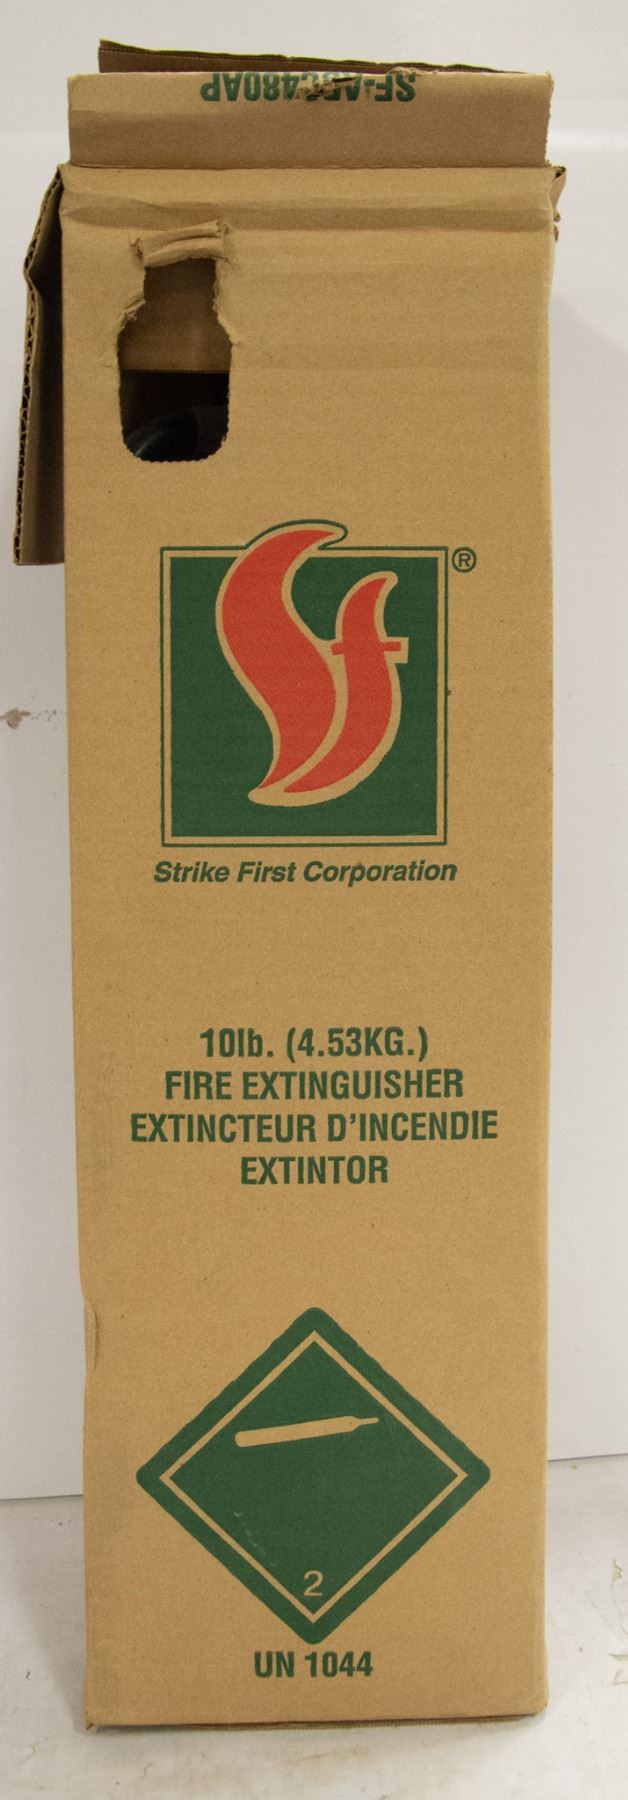 SF-ABC480AP
®
Strike First Corporation
10lb. (4.53KG.)
FIRE EXTINGUISHER
EXTINCTEUR D'INCENDIE
EXTINTOR
2
UN 1044